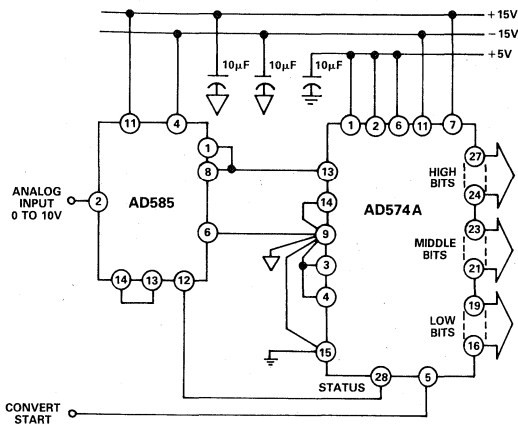 +15V
−15V
+5V
10μF
10μF
10μF
11
4
1
2
6
11
7
1
8
13
27
HIGH
BITS
24
ANALOG
INPUT
0 TO 10V
2
AD585
14
AD574A
6
9
23
MIDDLE
BITS
21
3
4
14
13
12
19
LOW
BITS
16
15
STATUS
28
5
CONVERT
START